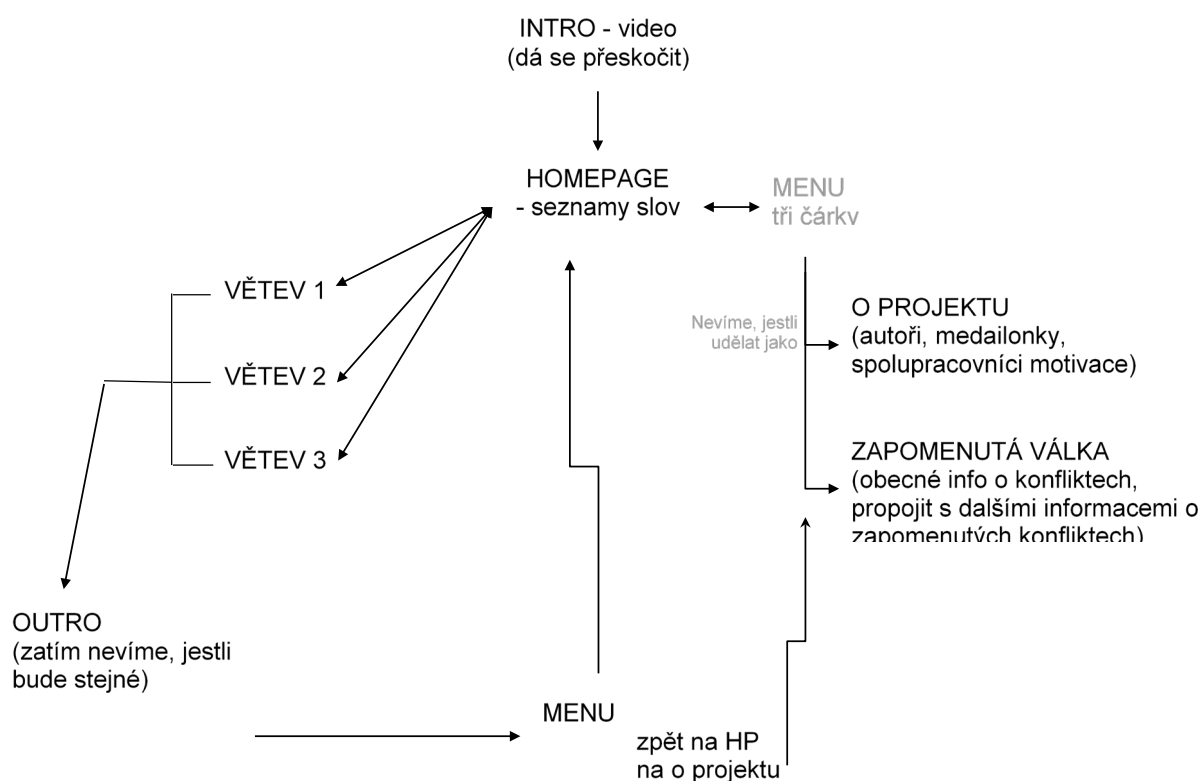 INTRO - video
(dá se přeskočit)
HOMEPAGE
- seznamy slov
MENU
tři čárky
VĚTEV 1
VĚTEV 2
VĚTEV 3
Nevíme, jestli
udělat jako
O PROJEKTU
(autoři, medailonky,
spolupracovníci motivace)
ZAPOMENUTÁ VÁLKA
(obecné info o konfliktech,
propojit s dalšími informacemi o
zapomenutých konfliktech)
OUTRO
(zatím nevíme, jestli
bude stejné)
MENU
zpět na HP
na o projektu